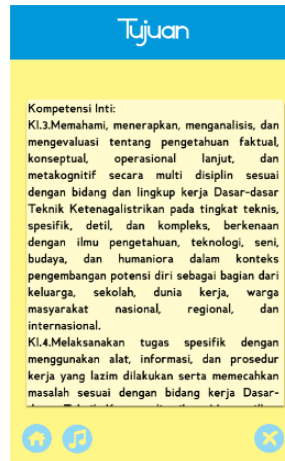 Tujuan
Kompetensi Inti:
KI.3.Memahami, menerapkan, menganalisis, dan
mengevaluasi tentang pengetahuan faktual,
konseptual, operasional lanjut, dan
metakognitif secara multi disiplin sesuai
dengan bidang dan lingkup kerja Dasar-dasar
Teknik Ketenagalistrikan pada tingkat teknis,
spesifik, detil, dan kompleks, berkenaan
dengan ilmu pengetahuan, teknologi, seni,
budaya, dan humaniora dalam konteks
pengembangan potensi diri sebagai bagian dari
keluarga, sekolah, dunia kerja, warga
masyarakat nasional, regional, dan
internasional.
KI.4.Melaksanakan tugas spesifik dengan
menggunakan alat, informasi, dan prosedur
kerja yang lazim dilakukan serta memecahkan
masalah sesuai dengan bidang kerja Dasar-